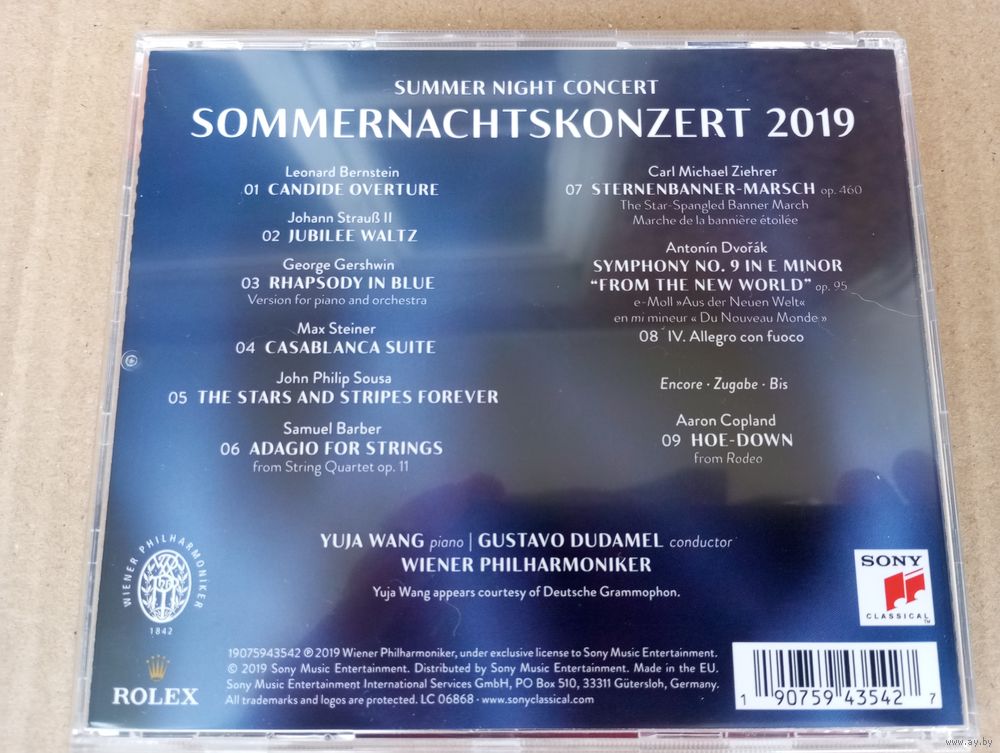 SUMMER NIGHT CONCERT
SOMMERNACHTSKONZERT 2019
Leonard Bernstein
01 CANDIDE OVERTURE
Johann Strauß II
02 JUBILEE WALTZ
George Gershwin
03 RHAPSODY IN BLUE
Version for piano and orchestra
Max Steiner
04 CASABLANCA SUITE
John Philip Sousa
05 THE STARS AND STRIPES FOREVER
Samuel Barber
06 ADAGIO FOR STRINGS
from String Quartet op. 11
Carl Michael Ziehrer
07 STERNENBANNER-MARSCH op. 460
The Star-Spangled Banner March
Marche de la bannière étoilée
Antonín Dvořák
SYMPHONY NO. 9 IN E MINOR
“FROM THE NEW WORLD” op. 95
e-Moll »Aus der Neuen Welt«
en mi mineur « Du Nouveau Monde »
08 IV. Allegro con fuoco
Encore · Zugabe · Bis
Aaron Copland
09 HOE-DOWN
from Rodeo
YUJA WANG piano | GUSTAVO DUDAMEL conductor
WIENER PHILHARMONIKER
Yuja Wang appears courtesy of Deutsche Grammophon.
WIENER PHILHARMONIKER
1842
SONY
CLASSICAL™
ROLEX
19075943542 ℗ 2019 Wiener Philharmoniker, under exclusive license to Sony Music Entertainment.
© 2019 Sony Music Entertainment. Distributed by Sony Music Entertainment. Made in the EU.
Sony Music Entertainment International Services GmbH, PO Box 510, 33311 Gütersloh, Germany.
All trademarks and logos are protected. LC 06868 · www.sonyclassical.com
1 90759 43542 7
www.ay.by